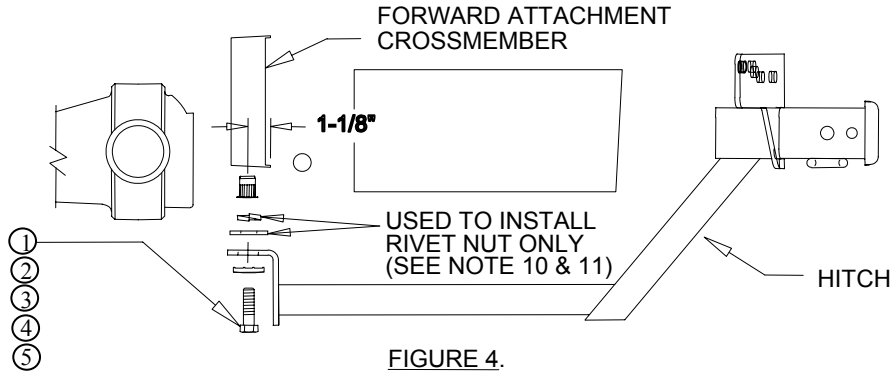 FORWARD ATTACHMENT
CROSSMEMBER
1-1/8"
USED TO INSTALL
RIVET NUT ONLY
(SEE NOTE 10 & 11)
HITCH
1
2
3
4
5
FIGURE 4.